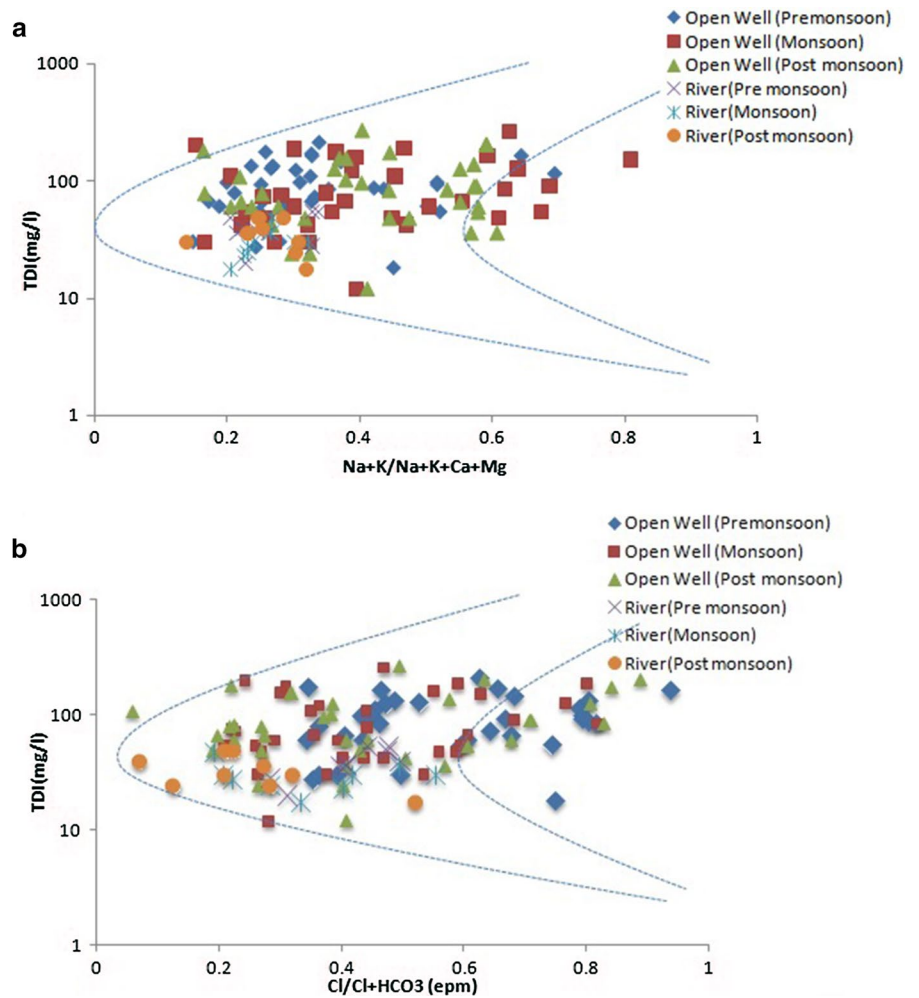 a
Open Well (Premonsoon)
Open Well (Monsoon)
Open Well (Post monsoon)
River(Pre monsoon)
River(Monsoon)
River(Post monsoon)
1000
100
10
1
TDI(mg/l)
0 0.2 0.4 0.6 0.8 1
Na+K/Na+K+Ca+Mg
b
Open Well (Premonsoon)
Open Well (Monsoon)
Open Well (Post monsoon)
River(Pre monsoon)
River(Monsoon)
River(Post monsoon)
1000
100
10
1
TDI(mg/l)
0 0.2 0.4 0.6 0.8 1
Cl/Cl+HCO3 (epm)